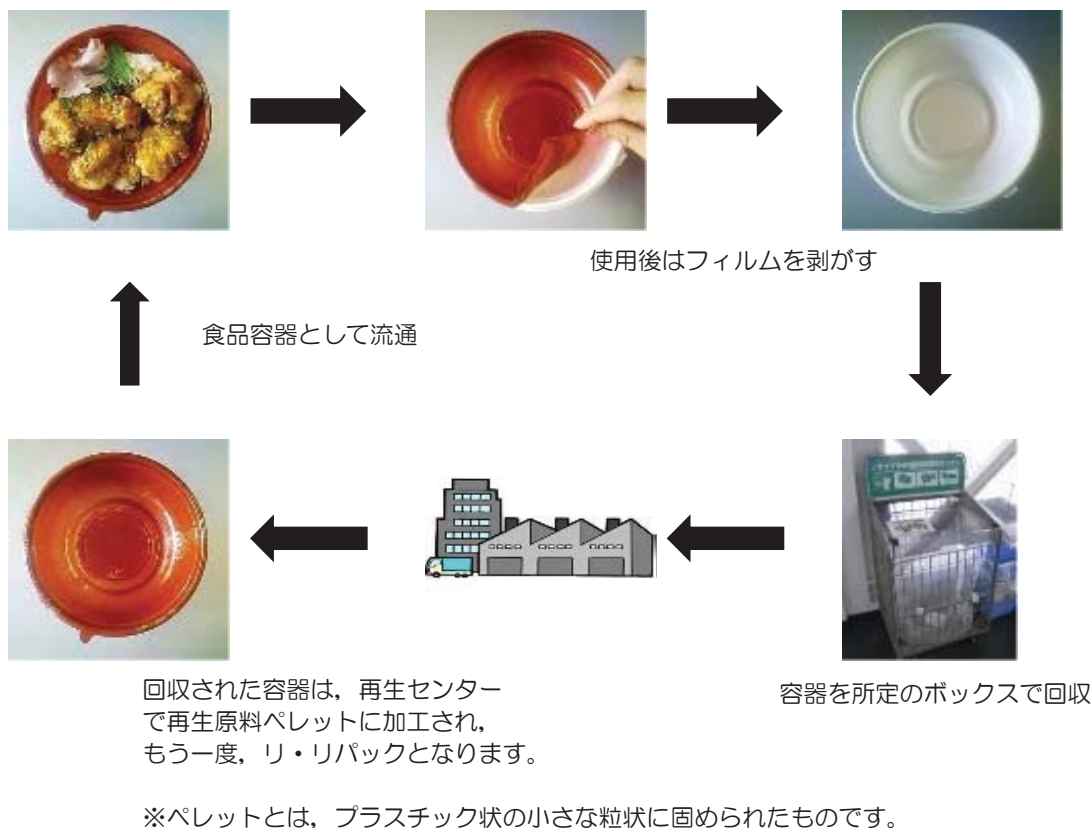 使用後はフィルムを剥がす
食品容器として流通
回収された容器は，再生センター
で再生原料ペレットに加工され，
もう一度，リ・リパックとなります。
容器を所定のボックスで回収
※ペレットとは，プラスチック状の小さな粒状に固められたものです。